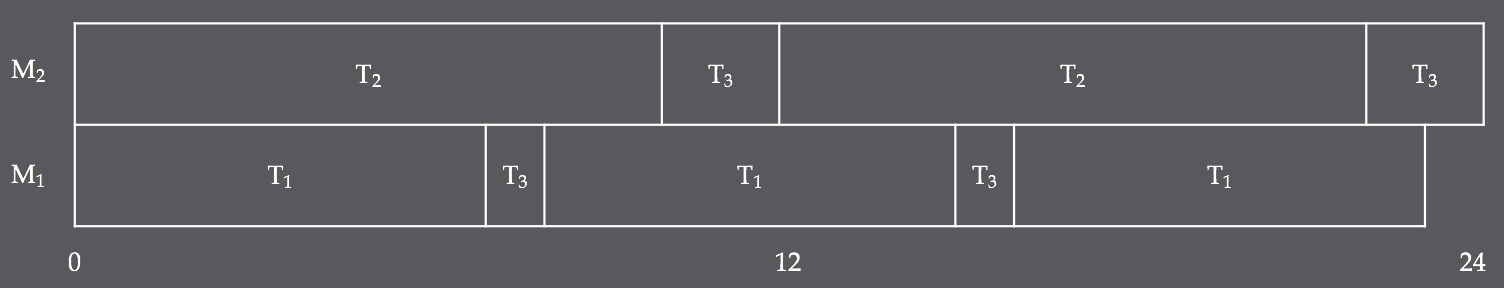 M₂ T₂ T₃ T₂ T₃
M₁ T₁ T₃ T₁ T₃ T₁
0 12 24